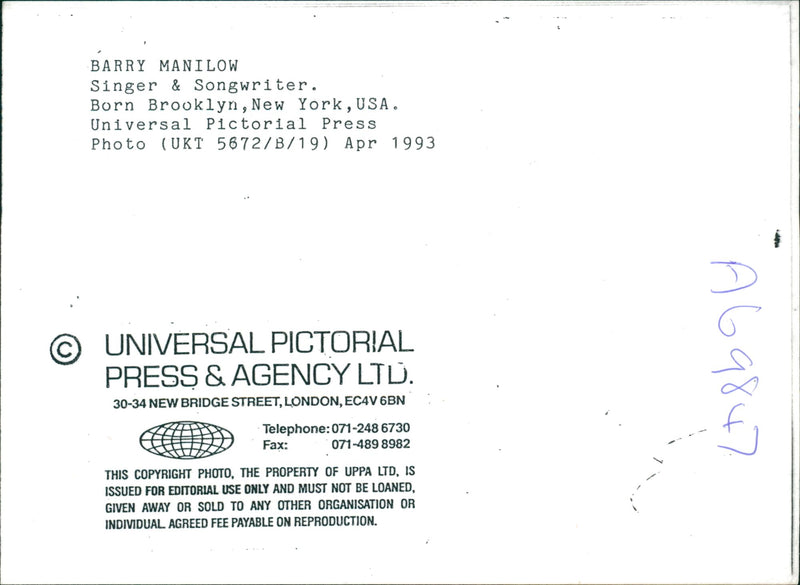 BARRY MANILOW
Singer & Songwriter.
Born Brooklyn,New York,USA.
Universal Pictorial Press
Photo (UKT 5672/B/19) Apr 1993
© UNIVERSAL PICTORIAL
PRESS & AGENCY LTD.
30-34 NEW BRIDGE STREET, LONDON, EC4V 6BN
Telephone: 071-248 6730
Fax: 071-489 8982
THIS COPYRIGHT PHOTO, THE PROPERTY OF UPPA LTD, IS
ISSUED FOR EDITORIAL USE ONLY AND MUST NOT BE LOANED,
GIVEN AWAY OR SOLD TO ANY OTHER ORGANISATION OR
INDIVIDUAL. AGREED FEE PAYABLE ON REPRODUCTION.
A69847